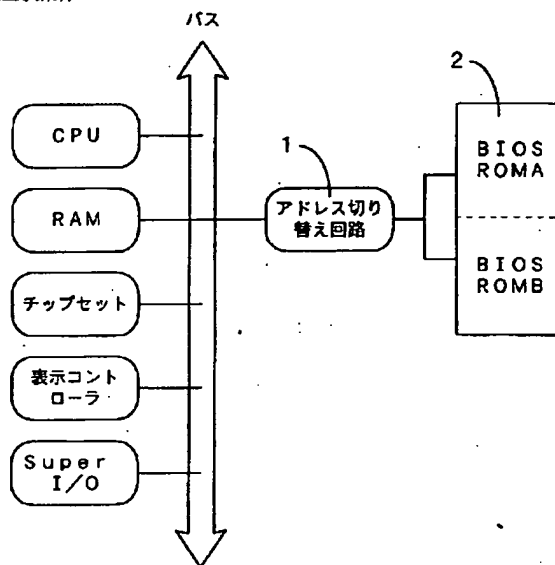 バス
CPU
RAM
チップセット
表示コント
ローラ
Super
I/O
1
アドレス切り
替え回路
2
BIOS
ROMA
BIOS
ROMB